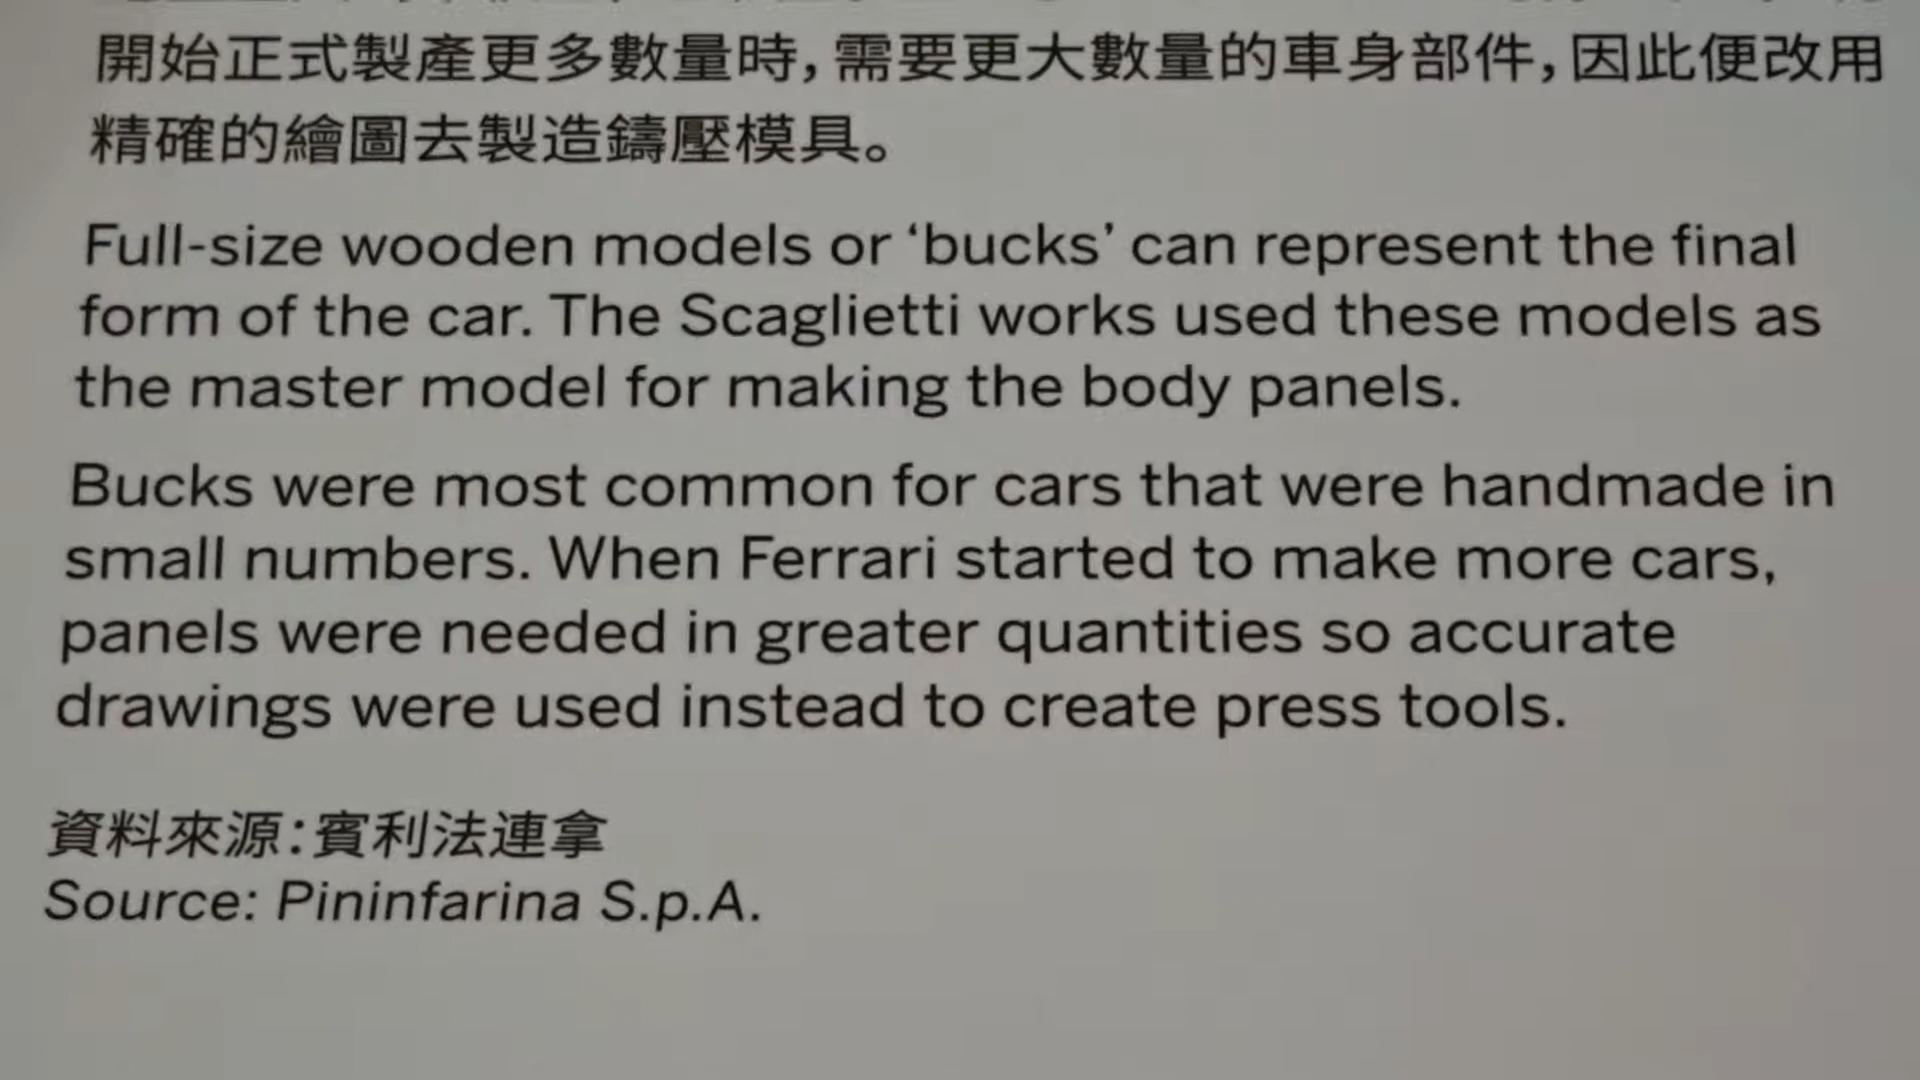 開始正式製產更多數量時，需要更大數量的車身部件，因此便改用
精確的繪圖去製造鑄壓模具。
Full-size wooden models or ‘bucks’ can represent the final
form of the car. The Scaglietti works used these models as
the master model for making the body panels.
Bucks were most common for cars that were handmade in
small numbers. When Ferrari started to make more cars,
panels were needed in greater quantities so accurate
drawings were used instead to create press tools.
資料來源：賓利法連拿
Source: Pininfarina S.p.A.